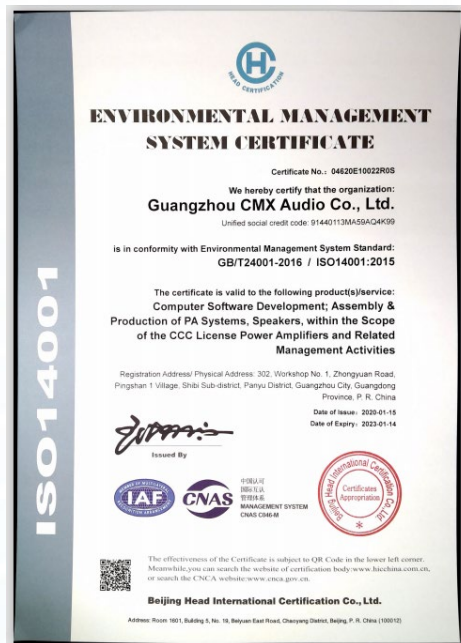 HC
HEAD CERTIFICATION
ENVIRONMENTAL MANAGEMENT
SYSTEM CERTIFICATE
Certificate No.: 04620E10022R0S
We hereby certify that the organization:
Guangzhou CMX Audio Co., Ltd.
Unified social credit code: 91440113MA59AQ4K99
is in conformity with Environmental Management System Standard:
GB/T24001-2016 / ISO14001:2015
The certificate is valid to the following product(s)/service:
Computer Software Development; Assembly &
Production of PA Systems, Speakers, within the Scope
of the CCC License Power Amplifiers and Related
Management Activities
Registration Address/ Physical Address: 302, Workshop No. 1, Zhongyuan Road,
Pingshan 1 Village, Shibi Sub-district, Panyu District, Guangzhou City, Guangdong
Province, P. R. China
Date of Issue: 2020-01-15
Date of Expiry: 2023-01-14
Issued By
ISO14001
IAF
CNAS
中国认可
国际互认
管理体系
MANAGEMENT SYSTEM
CNAS C046-M
Beijing Head International Certification Co.,Ltd
Certificates
Appropriation
The effectiveness of the Certificate is subject to QR Code in the lower left corner.
Meanwhile,you can search the website of certification body:www.hicchina.com.cn,
or search the CNCA website:www.cnca.gov.cn.
Beijing Head International Certification Co., Ltd.
Address: Room 1601, Building 5, No. 19, Beiyuan East Road, Chaoyang District, Beijing, P. R. China (100012)